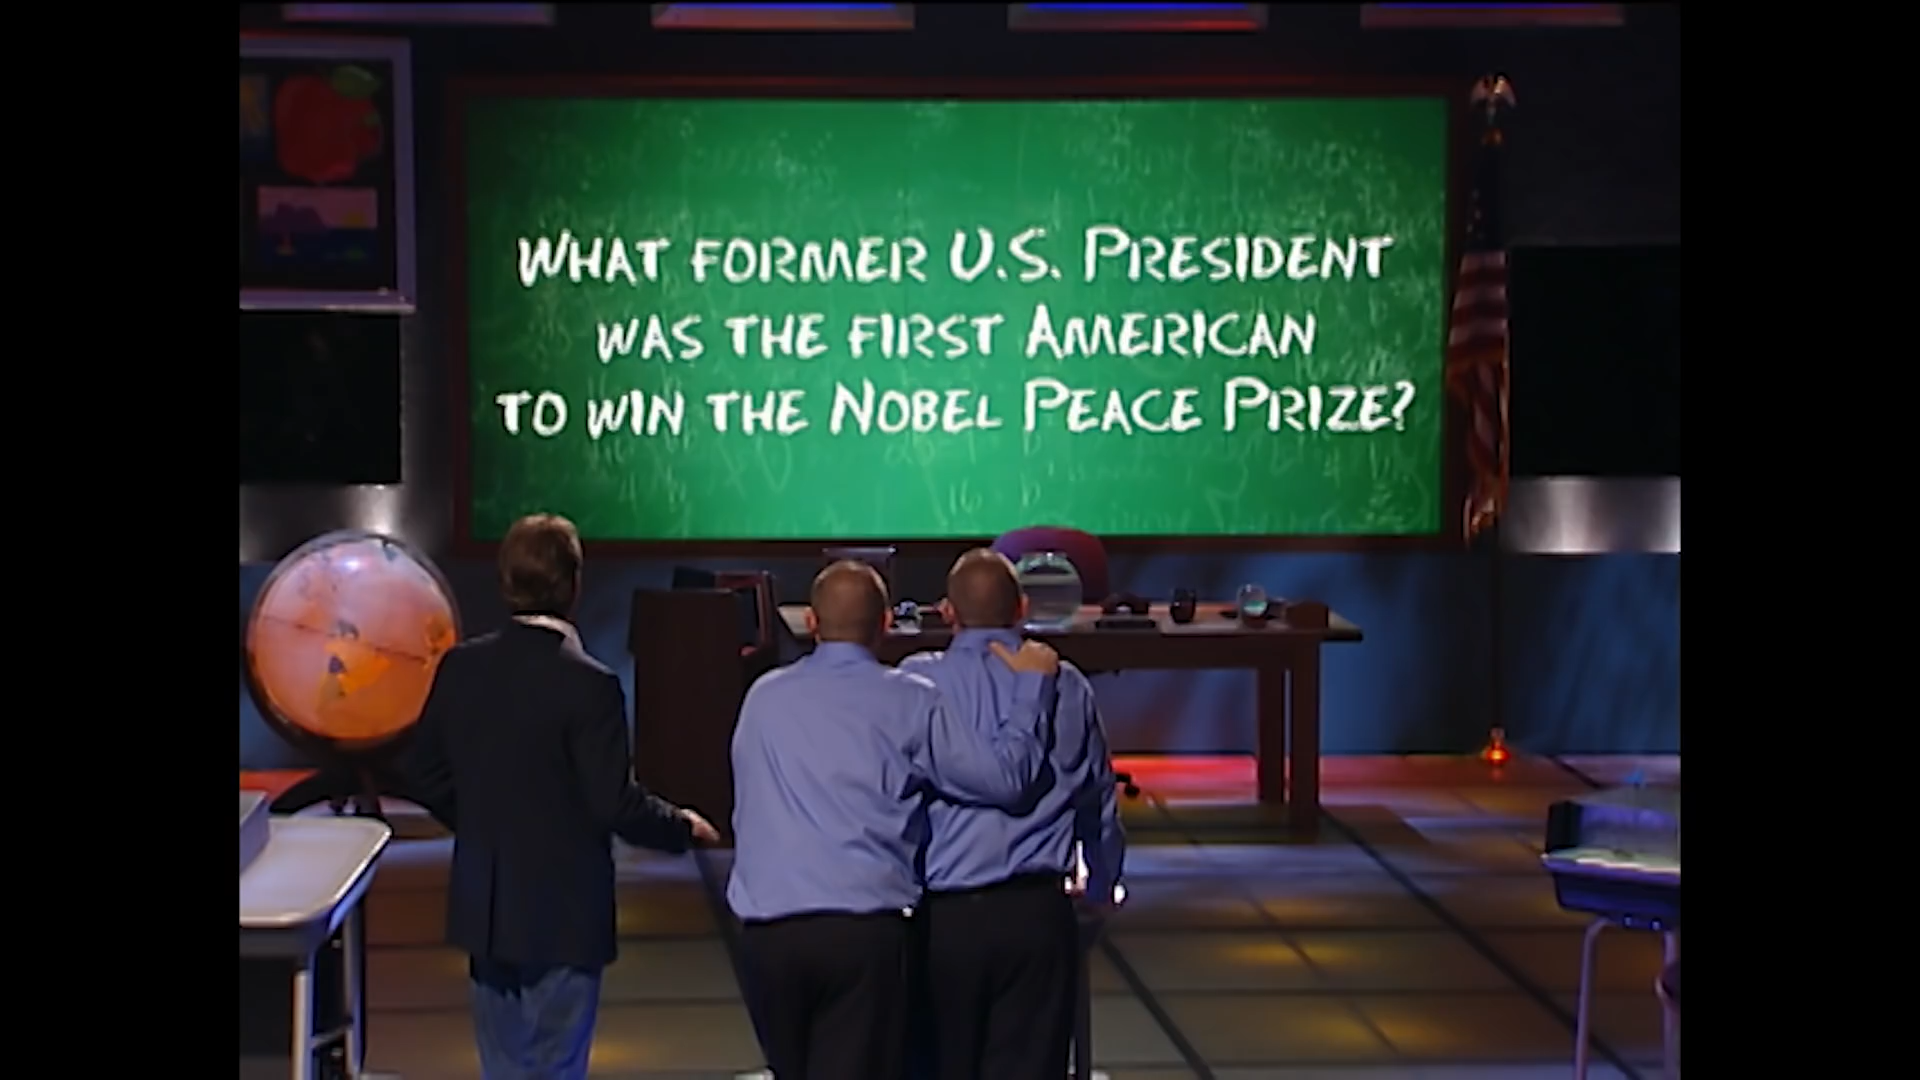 What former U.S. President
was the first American
to win the Nobel Peace Prize?